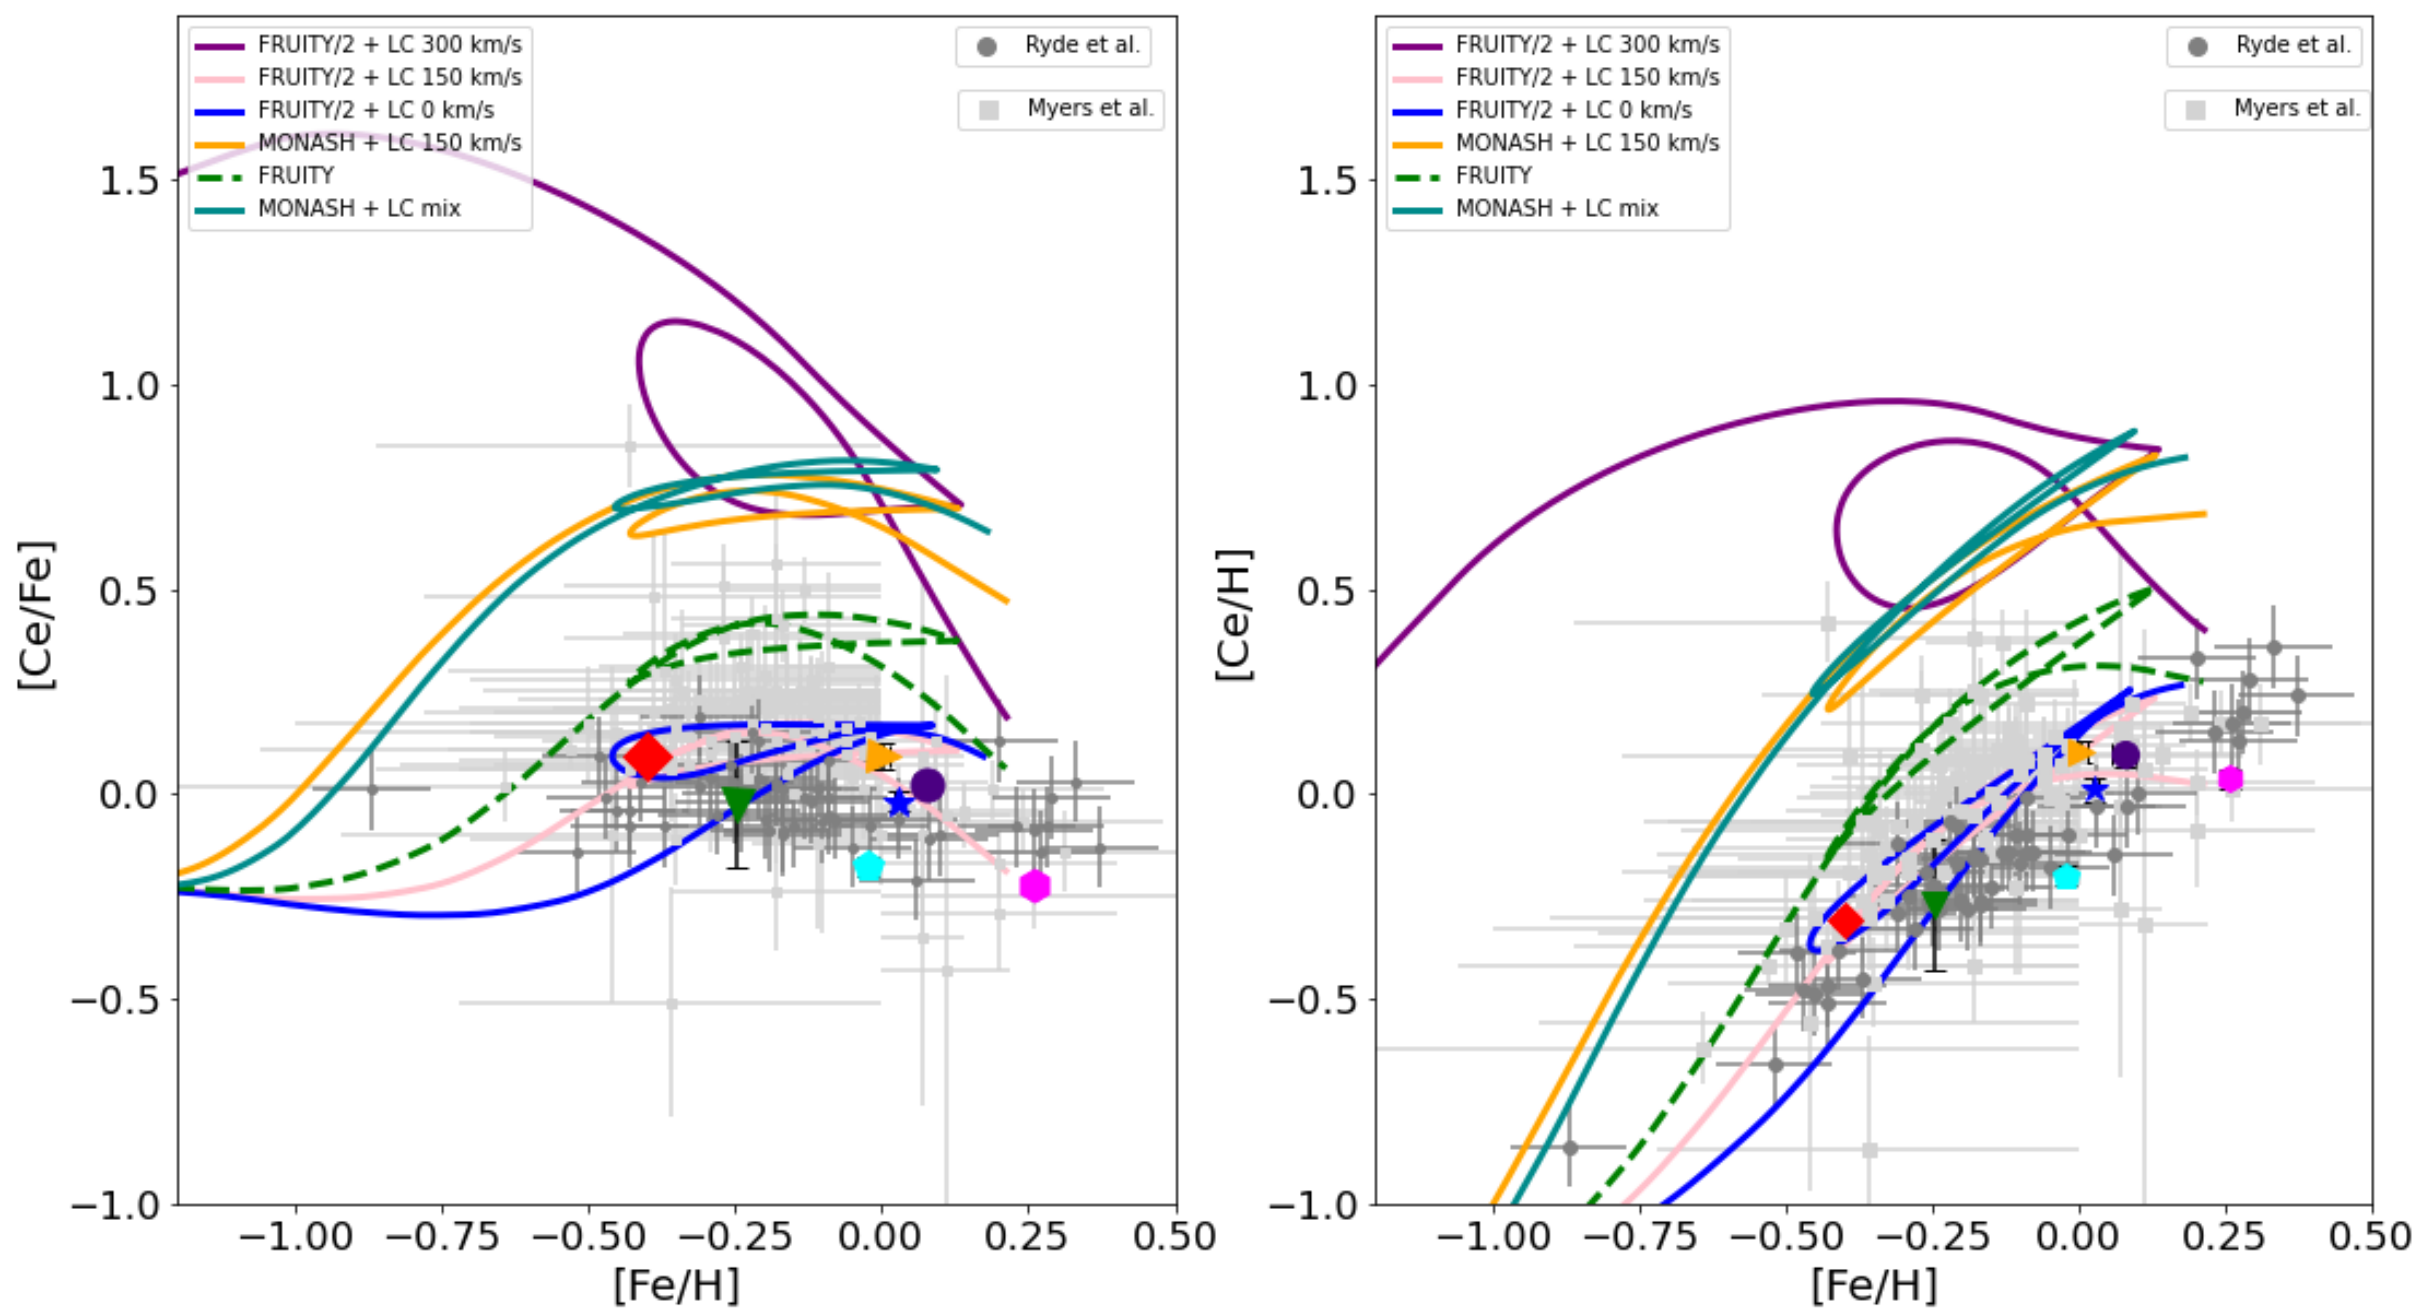 FRUITY/2 + LC 300 km/s
FRUITY/2 + LC 150 km/s
FRUITY/2 + LC 0 km/s
MONASH + LC 150 km/s
FRUITY
MONASH + LC mix
Ryde et al.
Myers et al.
1.5
1.0
0.5
0.0
−0.5
−1.0
[Ce/Fe]
−1.00 −0.75 −0.50 −0.25 0.00 0.25 0.50
[Fe/H]
FRUITY/2 + LC 300 km/s
FRUITY/2 + LC 150 km/s
FRUITY/2 + LC 0 km/s
MONASH + LC 150 km/s
FRUITY
MONASH + LC mix
Ryde et al.
Myers et al.
1.5
1.0
0.5
0.0
−0.5
−1.0
[Ce/H]
−1.00 −0.75 −0.50 −0.25 0.00 0.25 0.50
[Fe/H]